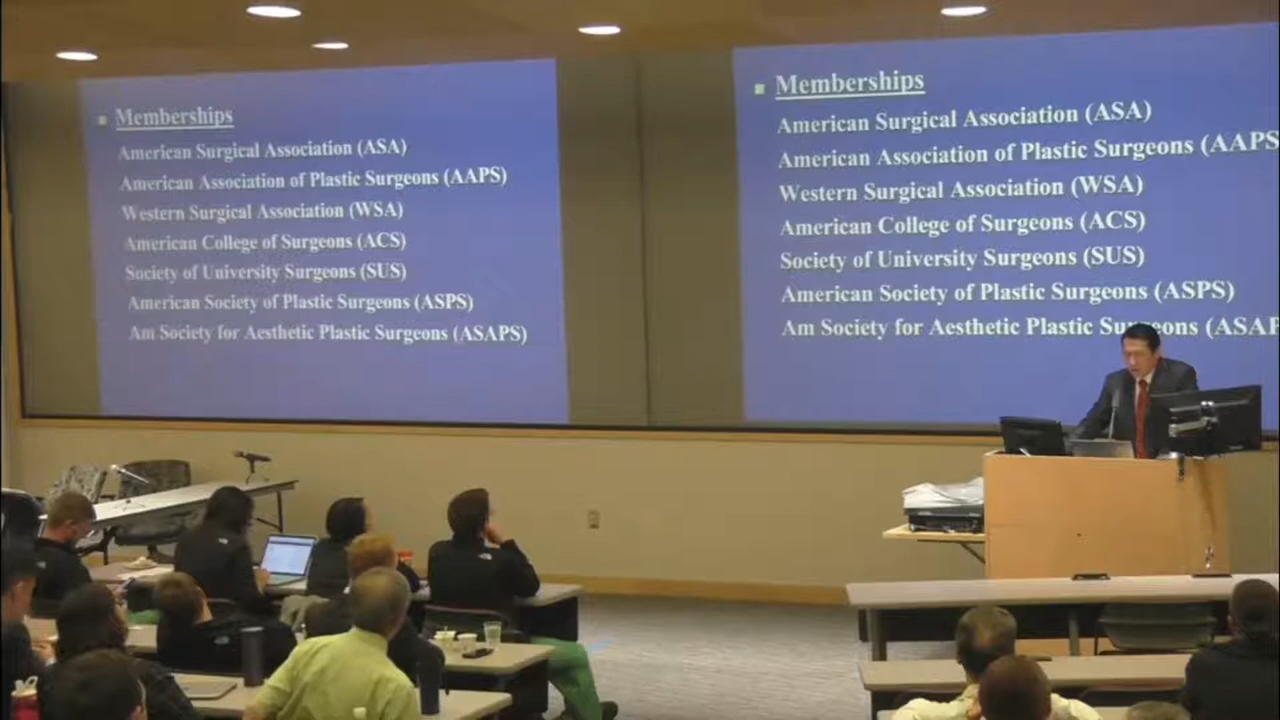 Memberships
American Surgical Association (ASA)
American Association of Plastic Surgeons (AAPS)
Western Surgical Association (WSA)
American College of Surgeons (ACS)
Society of University Surgeons (SUS)
American Society of Plastic Surgeons (ASPS)
Am Society for Aesthetic Plastic Surgeons (ASAPS)
Memberships
American Surgical Association (ASA)
American Association of Plastic Surgeons (AAPS
Western Surgical Association (WSA)
American College of Surgeons (ACS)
Society of University Surgeons (SUS)
American Society of Plastic Surgeons (ASPS)
Am Society for Aesthetic Plastic Surgeons (ASAP